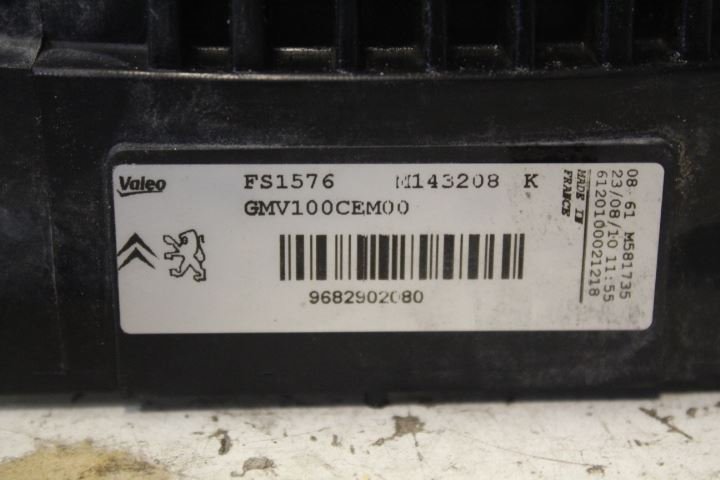 Valeo
FS1576 M143208 K
GMV100CEM00
9682902080
MADE IN
FRANCE
08 61 M581735
23/08/10 11:55
6120100021218